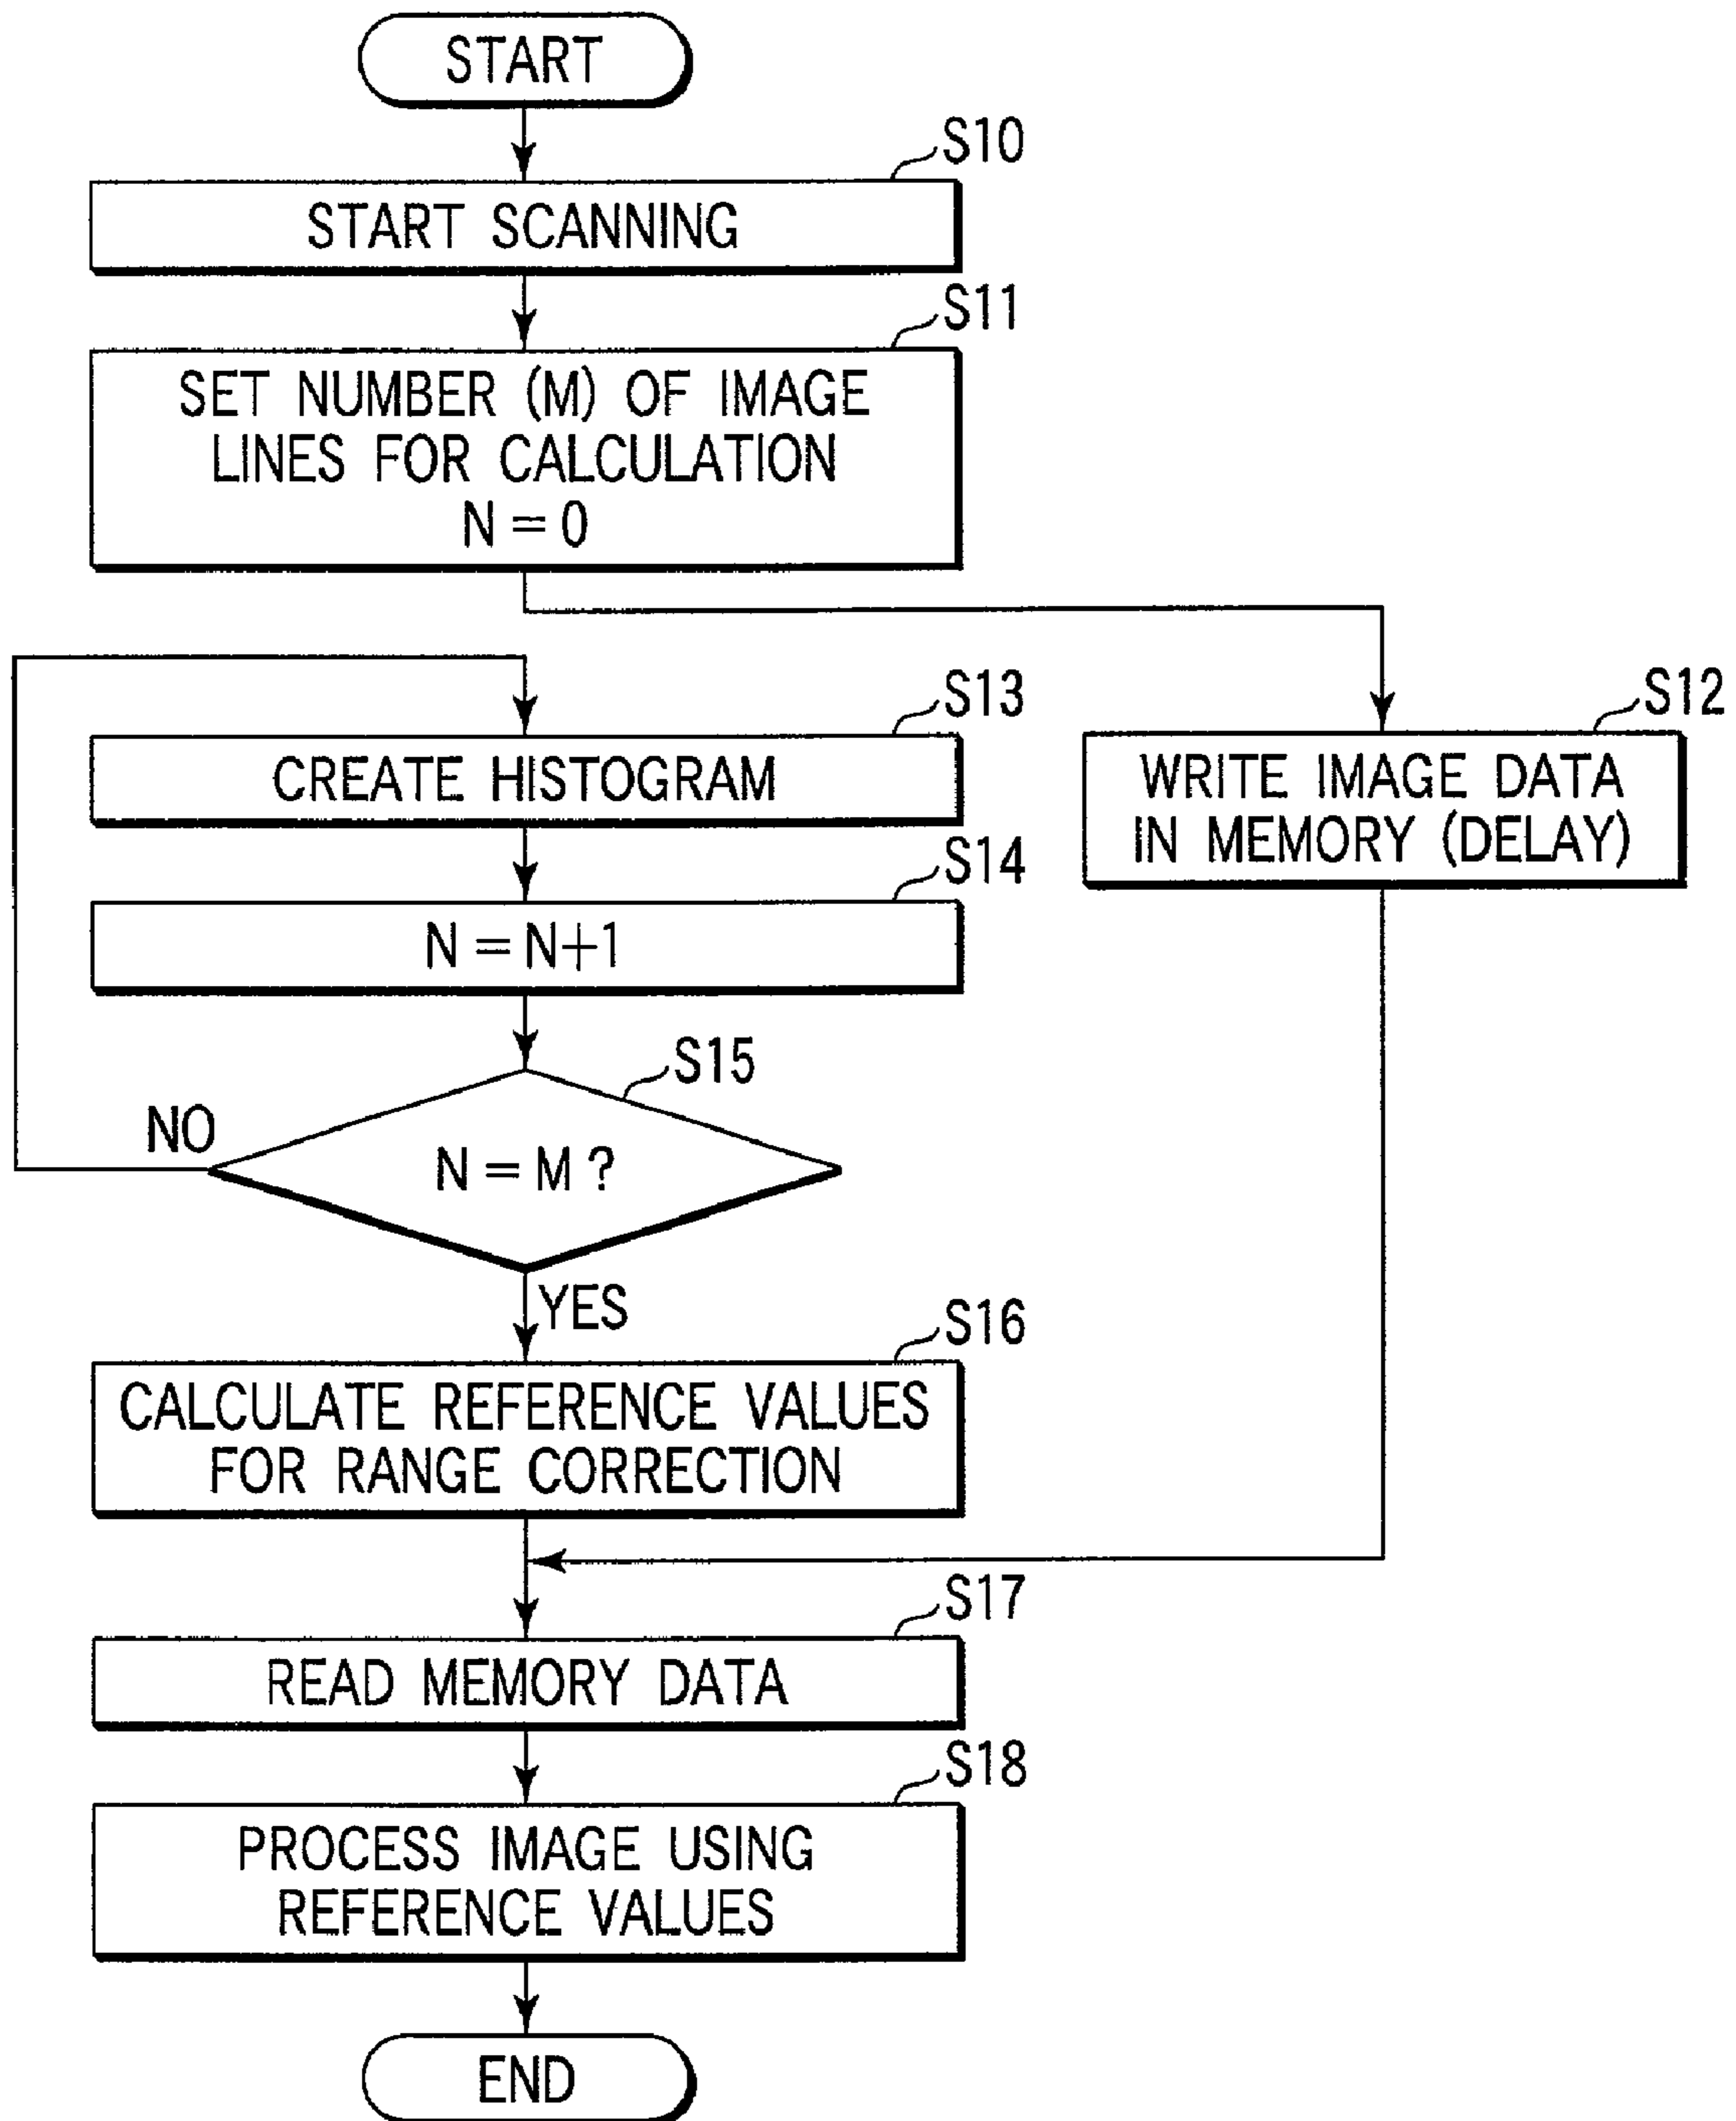 START
S10
START SCANNING
S11
SET NUMBER (M) OF IMAGE
LINES FOR CALCULATION
N = 0
S13
CREATE HISTOGRAM
S12
WRITE IMAGE DATA
IN MEMORY (DELAY)
S14
N = N+1
S15
NO
N = M ?
YES
S16
CALCULATE REFERENCE VALUES
FOR RANGE CORRECTION
S17
READ MEMORY DATA
S18
PROCESS IMAGE USING
REFERENCE VALUES
END